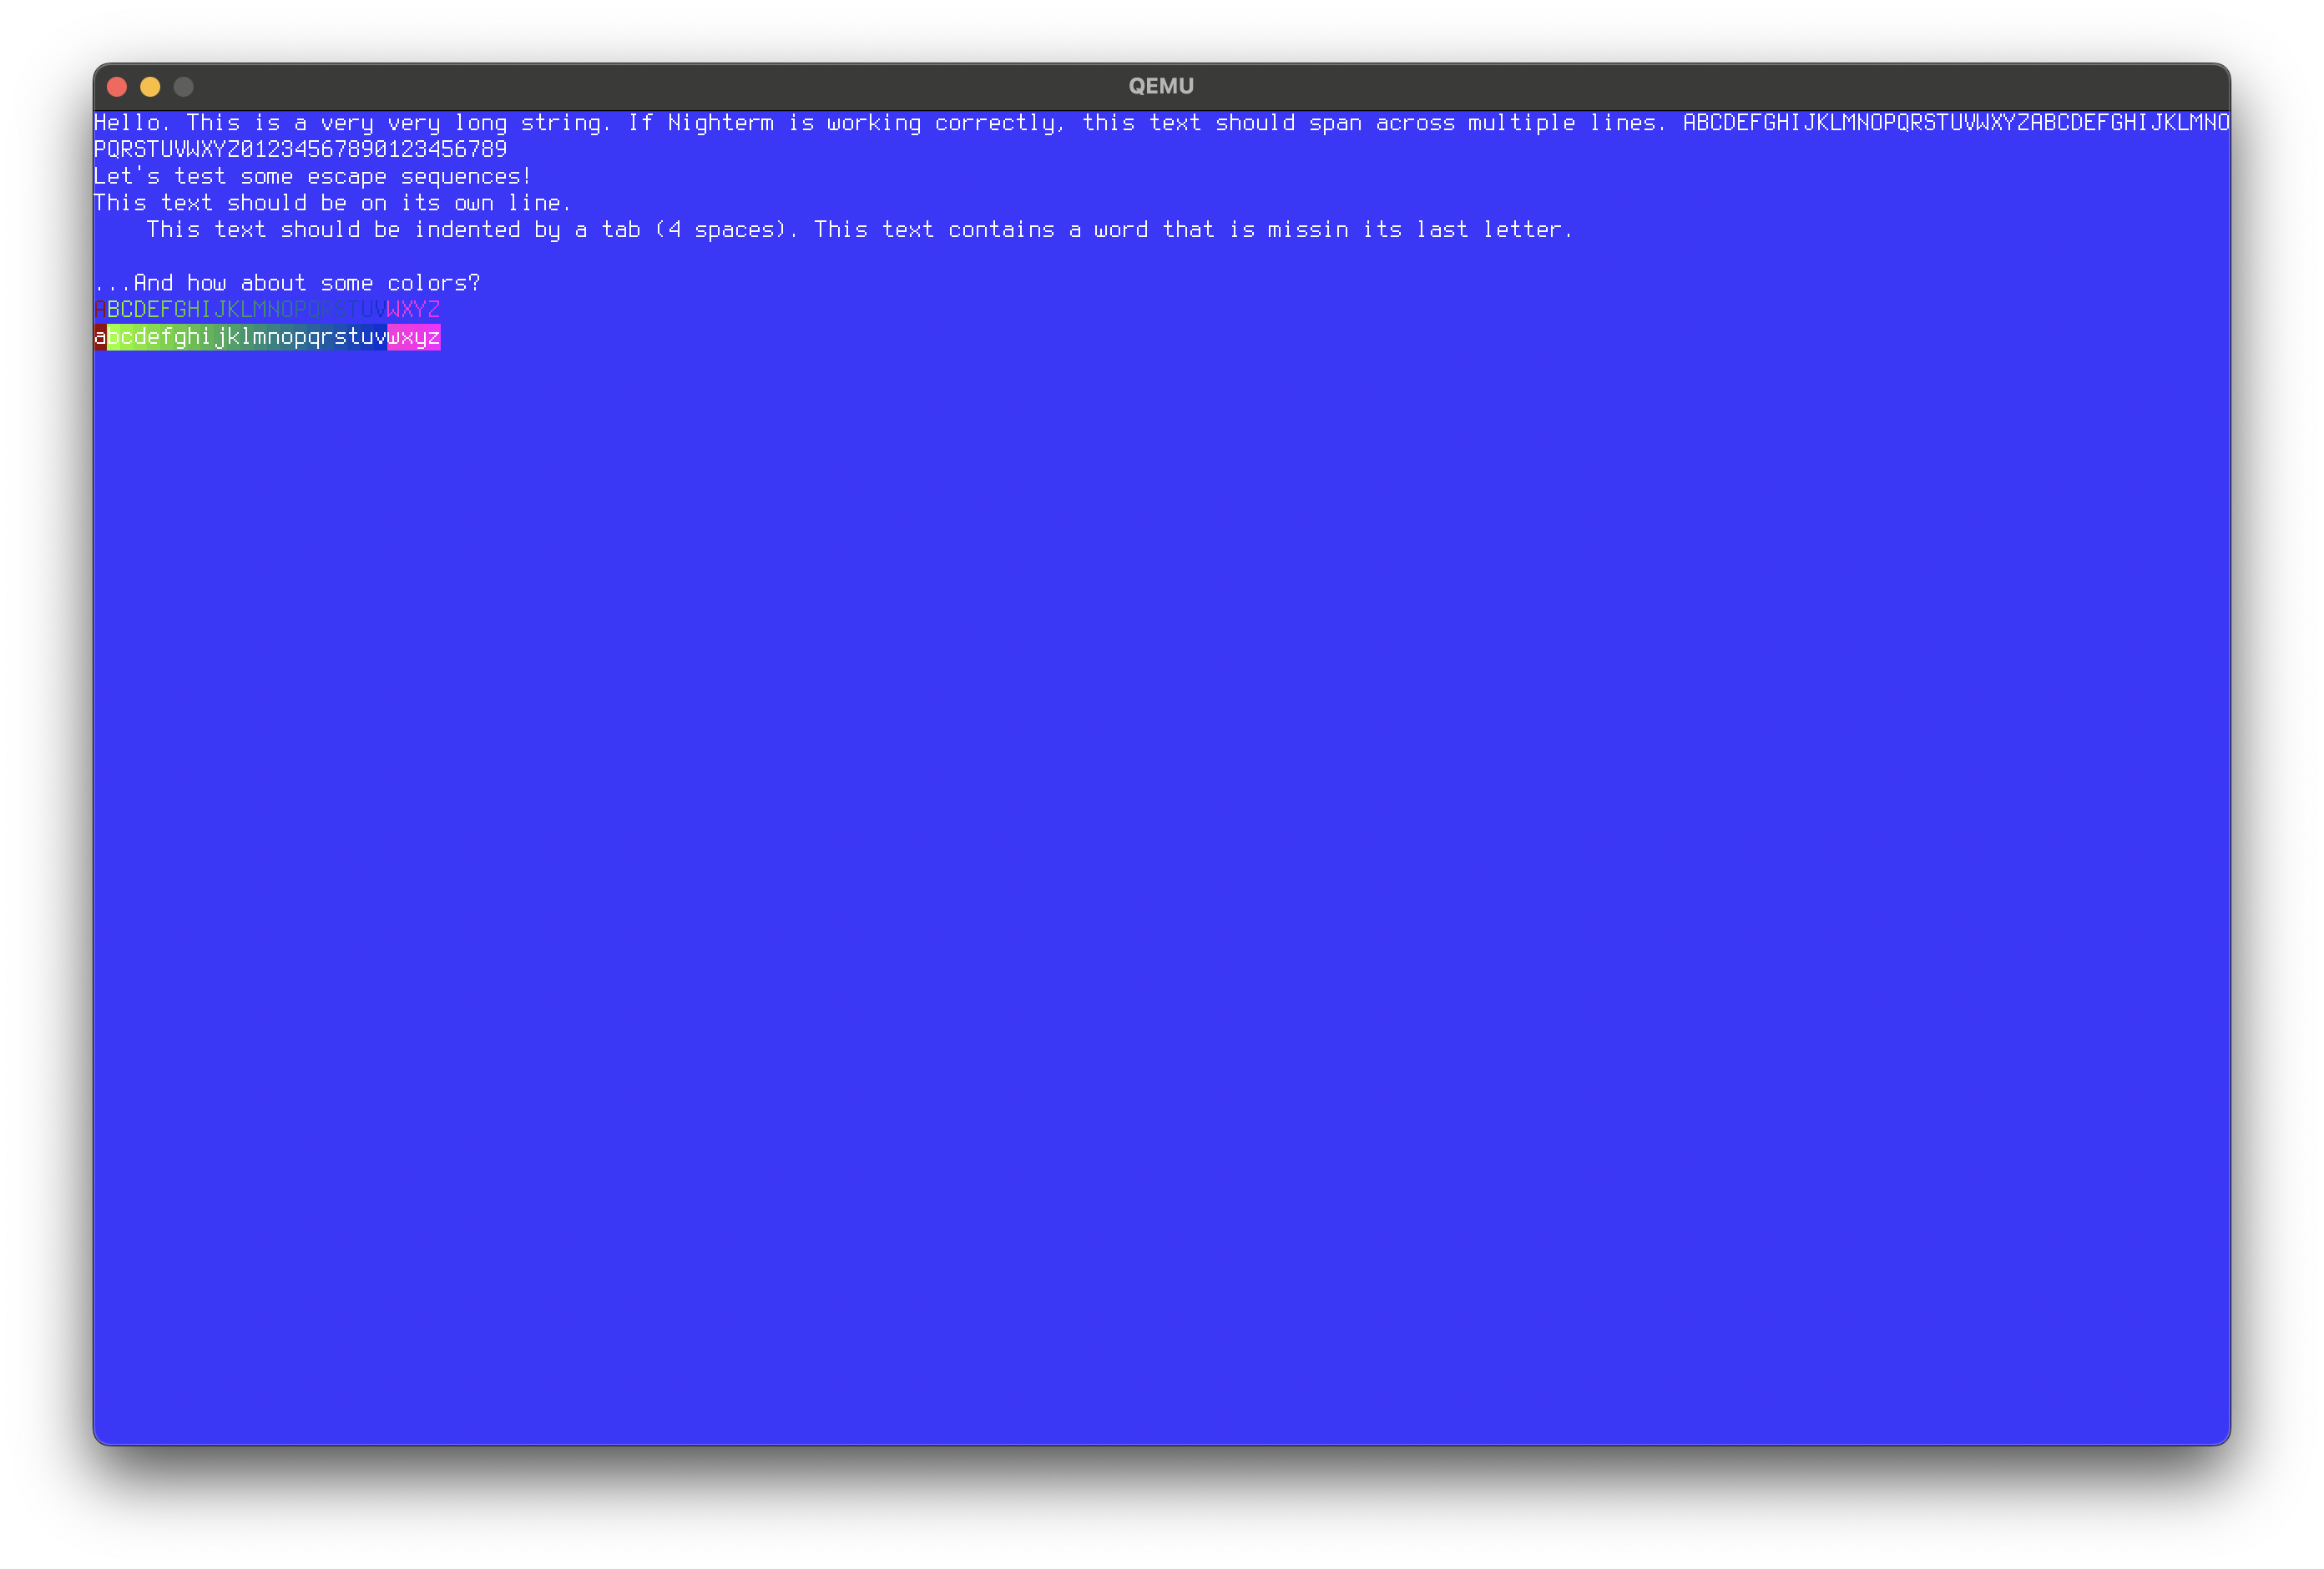 QEMU
Hello. This is a very very long string. If Nighterm is working correctly, this text should span across multiple lines. ABCDEFGHIJKLMNOPQRSTUVWXYZABCDEFGHIJKLMNO
PQRSTUVWXYZ01234567890123456789
Let's test some escape sequences!
This text should be on its own line.
    This text should be indented by a tab (4 spaces). This text contains a word that is missin its last letter.
...And how about some colors?
ABCDEFGHIJKLMNOPQRSTUVWXYZ
abcdefghijklmnopqrstuvwxyz